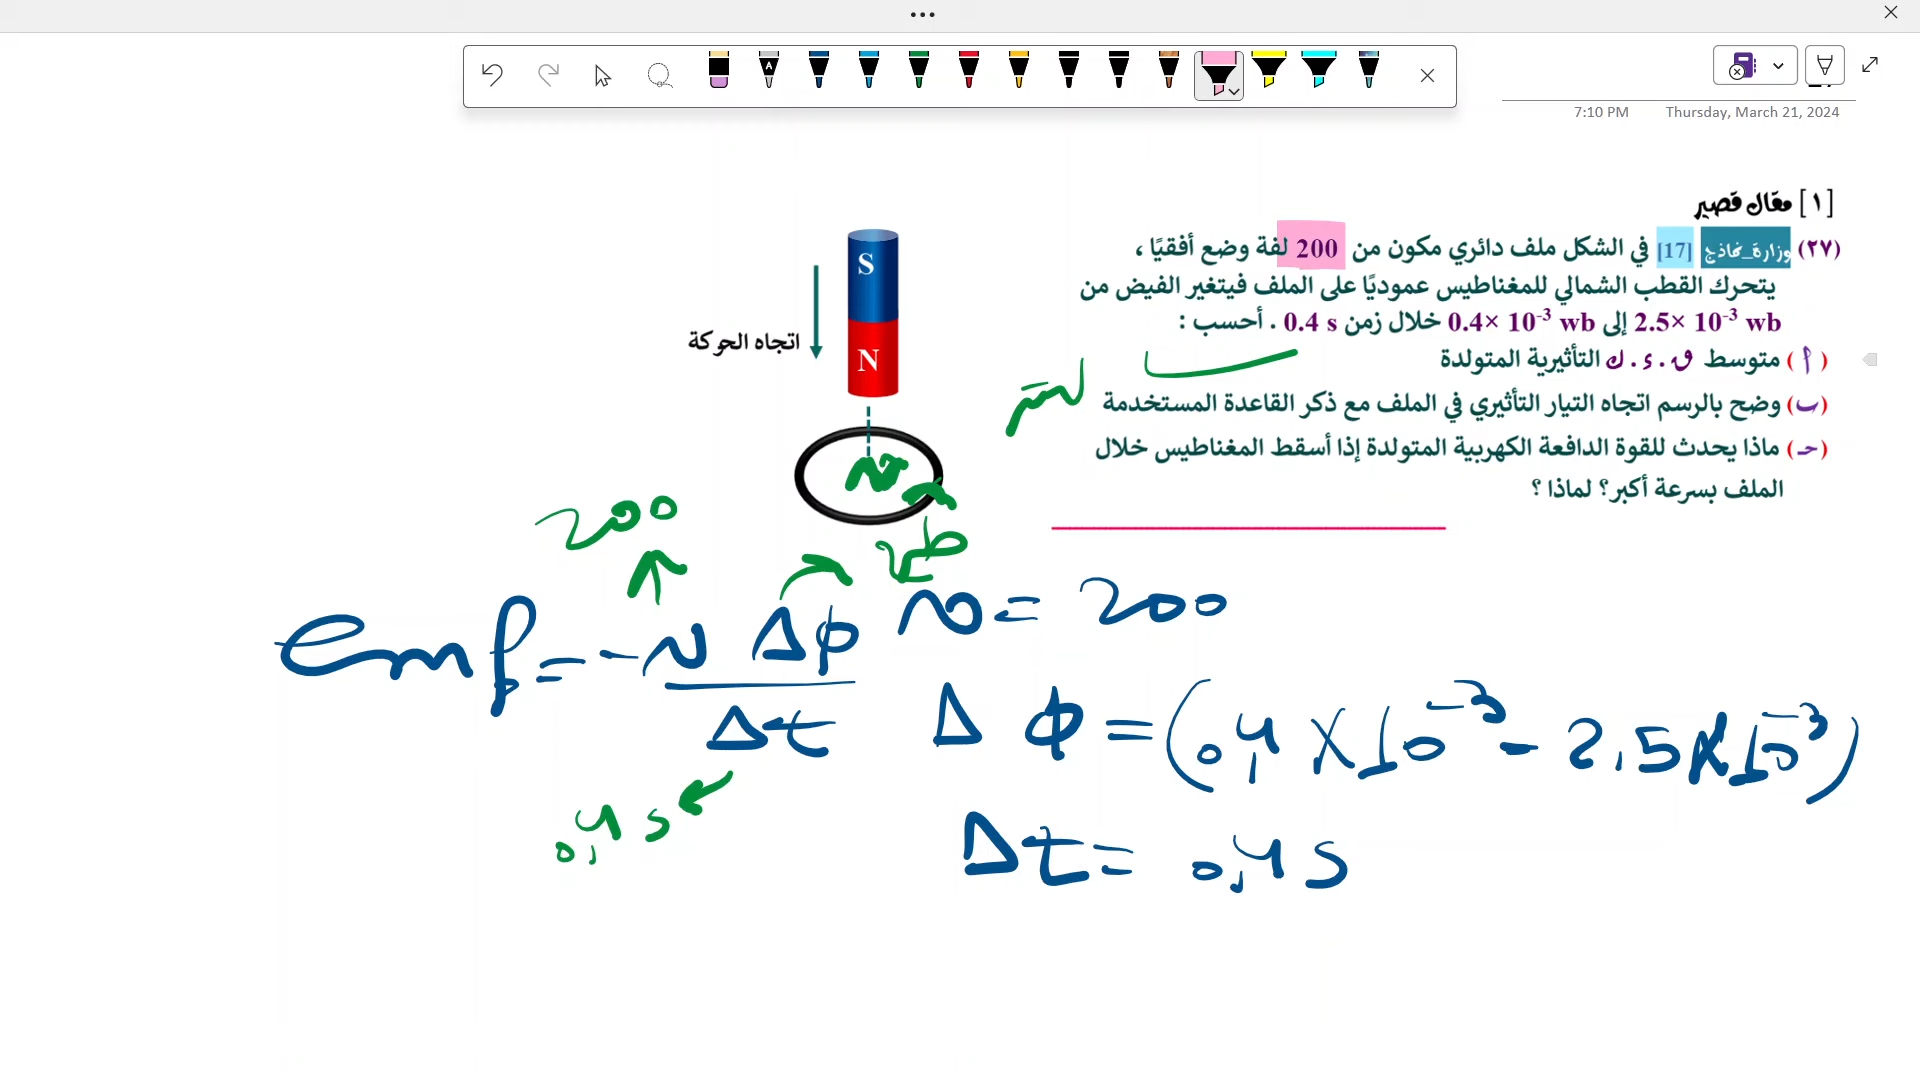 7:10 PM Thursday, March 21, 2024
[١] مقال قصير
(٢٧) وزارة_نماذج [17] في الشكل ملف دائري مكون من 200 لفة وضع أفقيًا ،
يتحرك القطب الشمالي للمغناطيس عموديًا على الملف فيتغير الفيض من
2.5× 10⁻³ wb إلى 0.4× 10⁻³ wb خلال زمن 0.4 s . أحسب :
(أ) متوسط ق . ء . ك التأثيرية المتولدة
(ب) وضح بالرسم اتجاه التيار التأثيري في الملف مع ذكر القاعدة المستخدمة
(حـ) ماذا يحدث للقوة الدافعة الكهربية المتولدة إذا أسقط المغناطيس خلال
الملف بسرعة أكبر؟ لماذا ؟
S
N
اتجاه الحركة
لنتر
N
200
wb
emf = -N Δφ
Δt
0,4 s
N = 200
Δ φ = (0,4 X 10⁻³ - 2,5 X 10⁻³)
Δt = 0,4 s